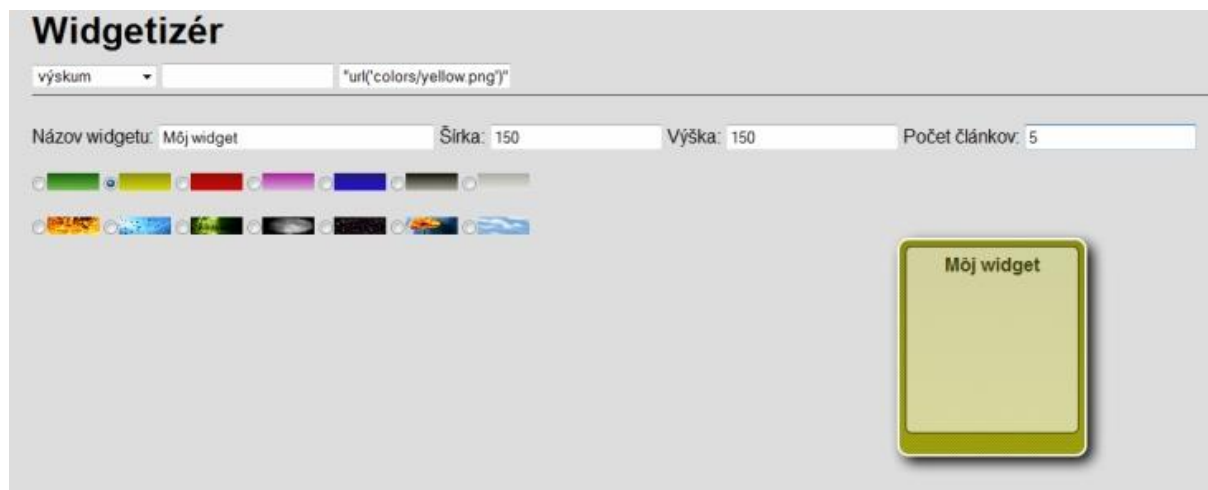 Widgetizér
výskum "url('colors/yellow.png')"
Názov widgetu: Môj widget Šírka: 150 Výška: 150 Počet článkov: 5
Môj widget